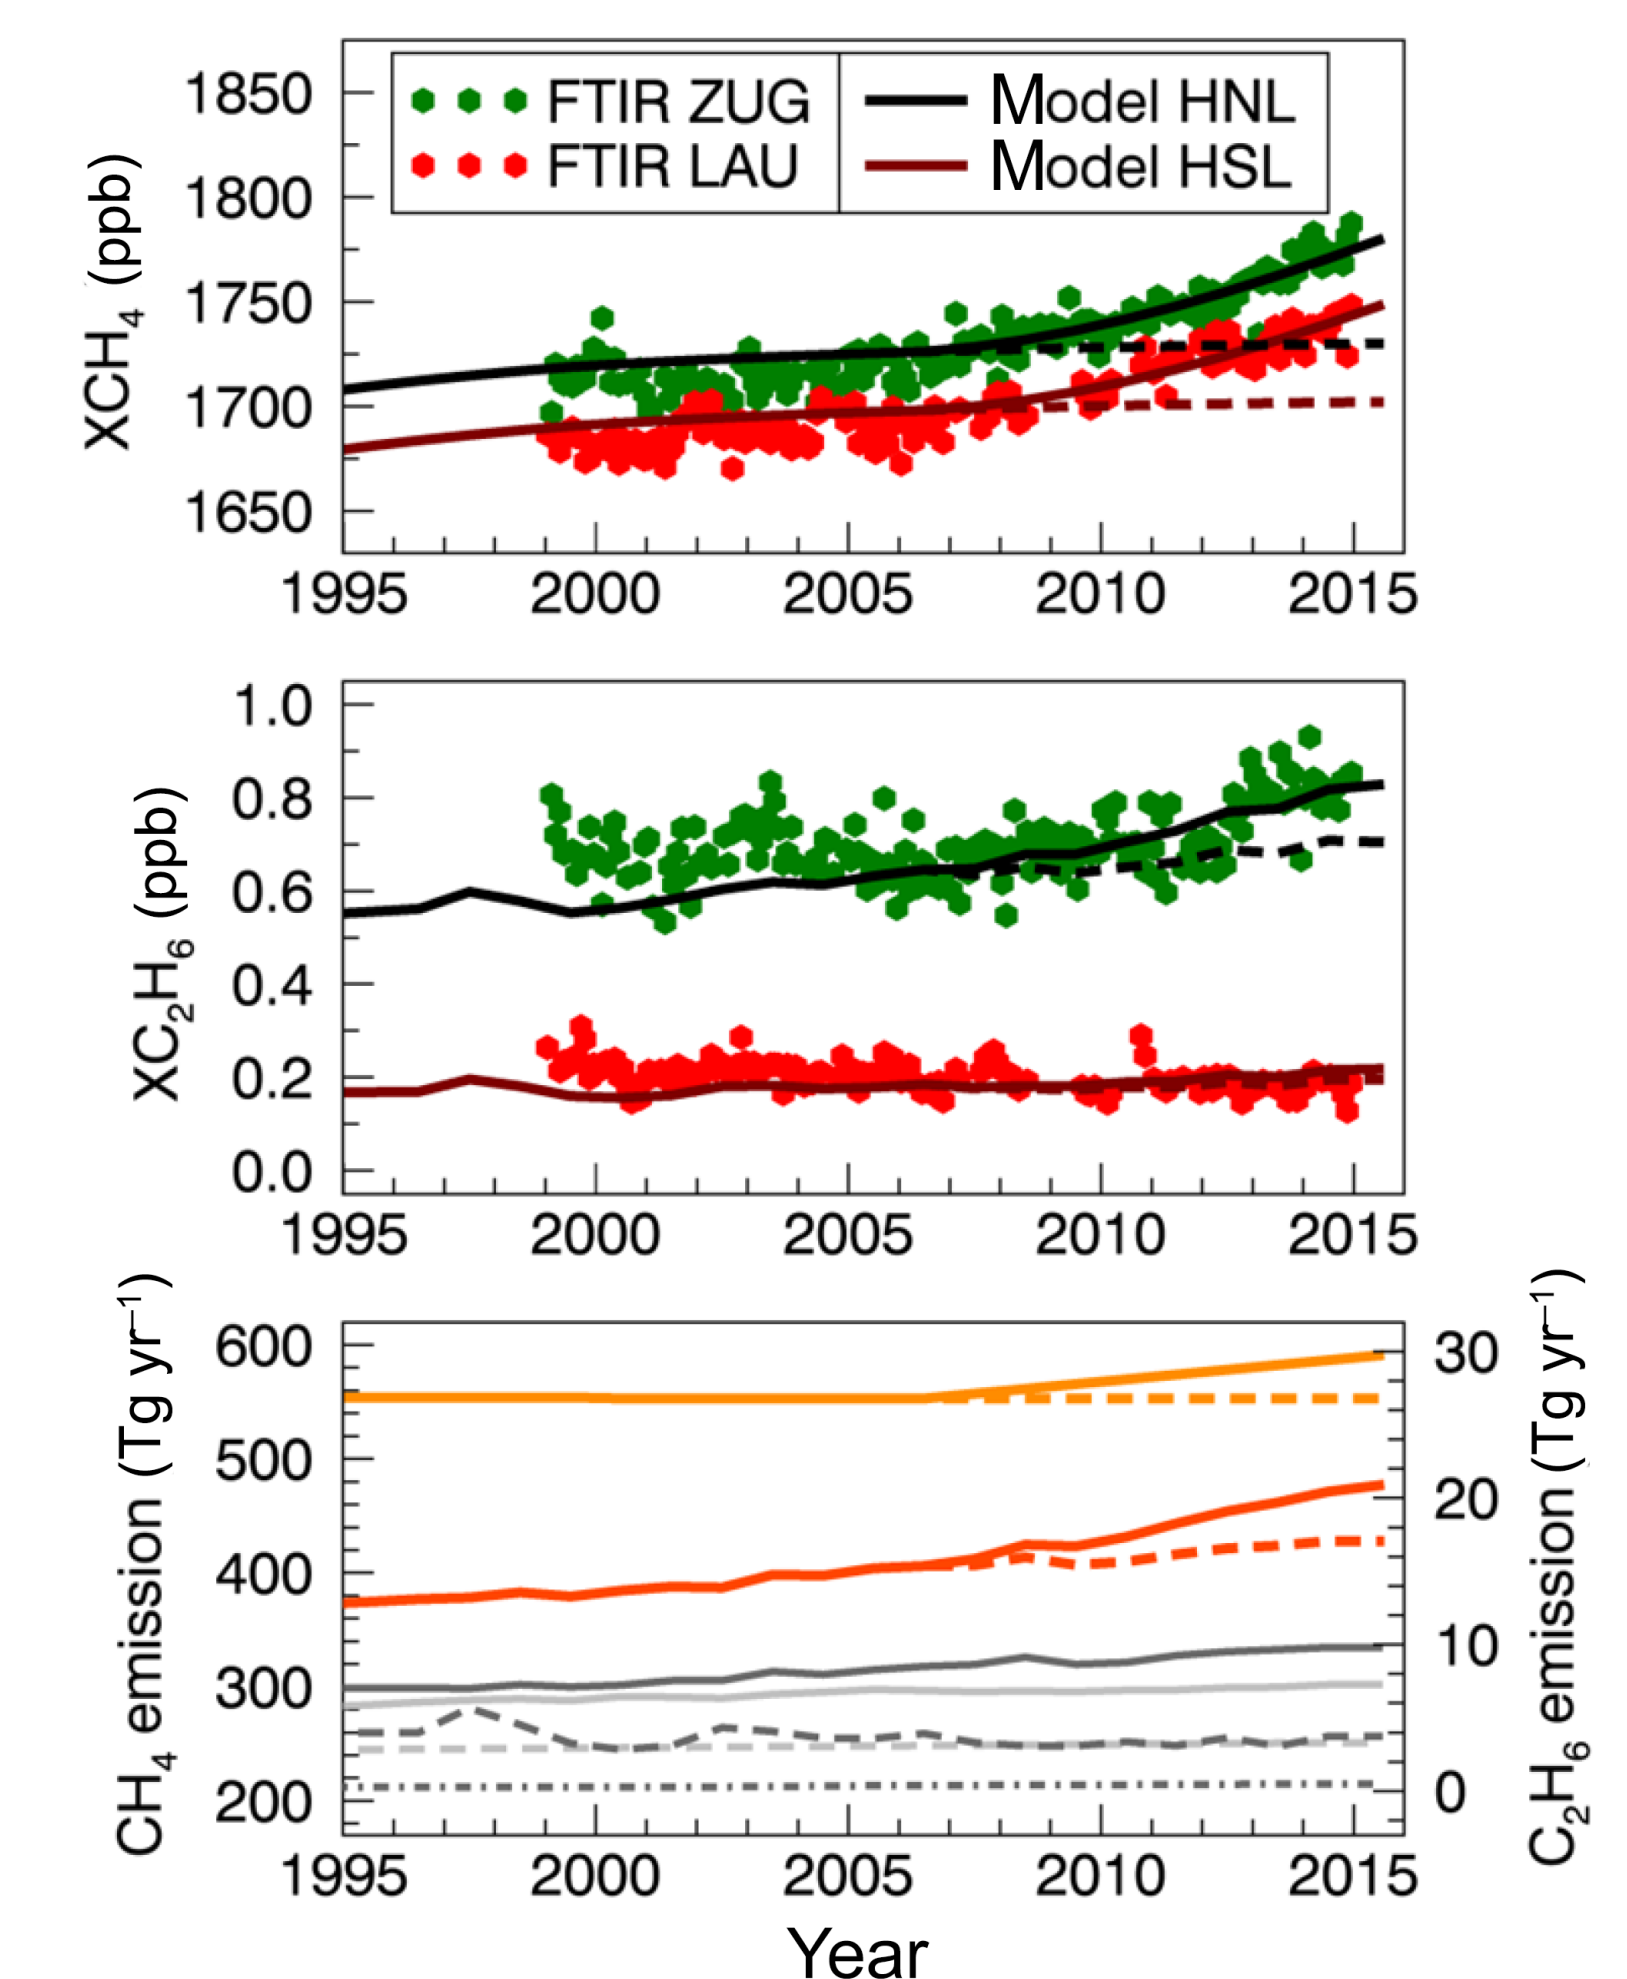 FTIR ZUG
FTIR LAU
Model HNL
Model HSL
XCH4 (ppb)
1850
1800
1750
1700
1650
1995 2000 2005 2010 2015
XC2H6 (ppb)
1.0
0.8
0.6
0.4
0.2
0.0
1995 2000 2005 2010 2015
CH4 emission (Tg yr–1)
600
500
400
300
200
30
20
10
0
C2H6 emission (Tg yr–1)
1995 2000 2005 2010 2015
Year